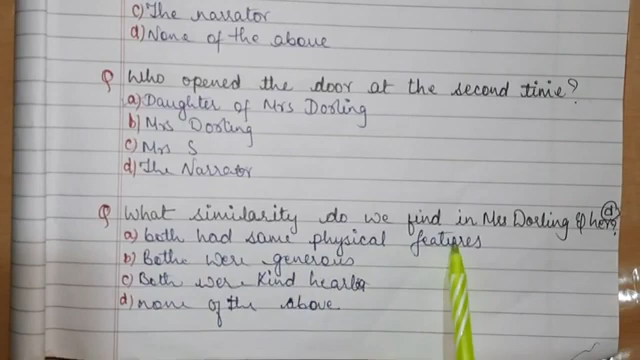 c) The narrator
d) None of the above
Q Who opened the door at the second time?
a) Daughter of Mrs Dorling
b) Mrs Dorling
c) Mrs S
d) The Narrator
Q What similarity do we find in Mrs Dorling & her (d)?
a) both had same physical features
b) Bothe were generous
c) Both were kind hearted
d) none of the above